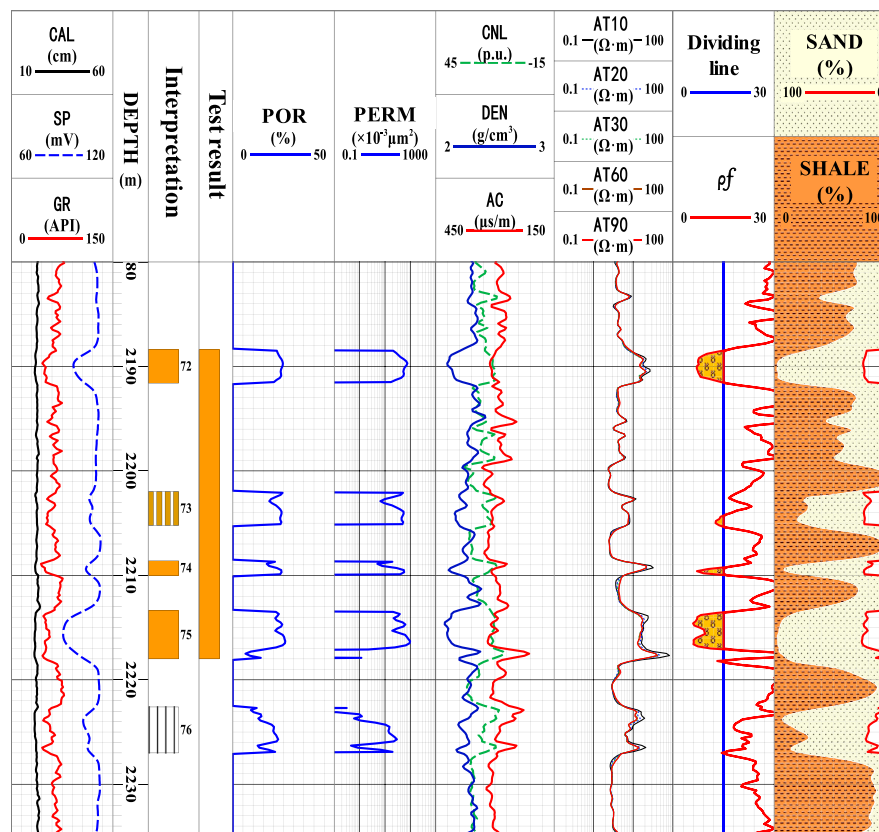 CAL
(cm)
10 60
SP
(mV)
60 120
GR
(API)
0 150
DEPTH (m)
Interpretation
Test result
POR
(%)
0 50
PERM
(×10-³μm²)
0.1 1000
CNL
(p.u.)
45 -15
DEN
(g/cm³)
2 3
AC
(μs/m)
450 150
AT10
0.1 (Ω·m) 100
AT20
0.1 (Ω·m) 100
AT30
0.1 (Ω·m) 100
AT60
0.1 (Ω·m) 100
AT90
0.1 (Ω·m) 100
Dividing
line
0 30
ρf
0 30
SAND
(%)
100 0
SHALE
(%)
0 100
80
2190
2200
2210
2220
2230
72
73
74
75
76